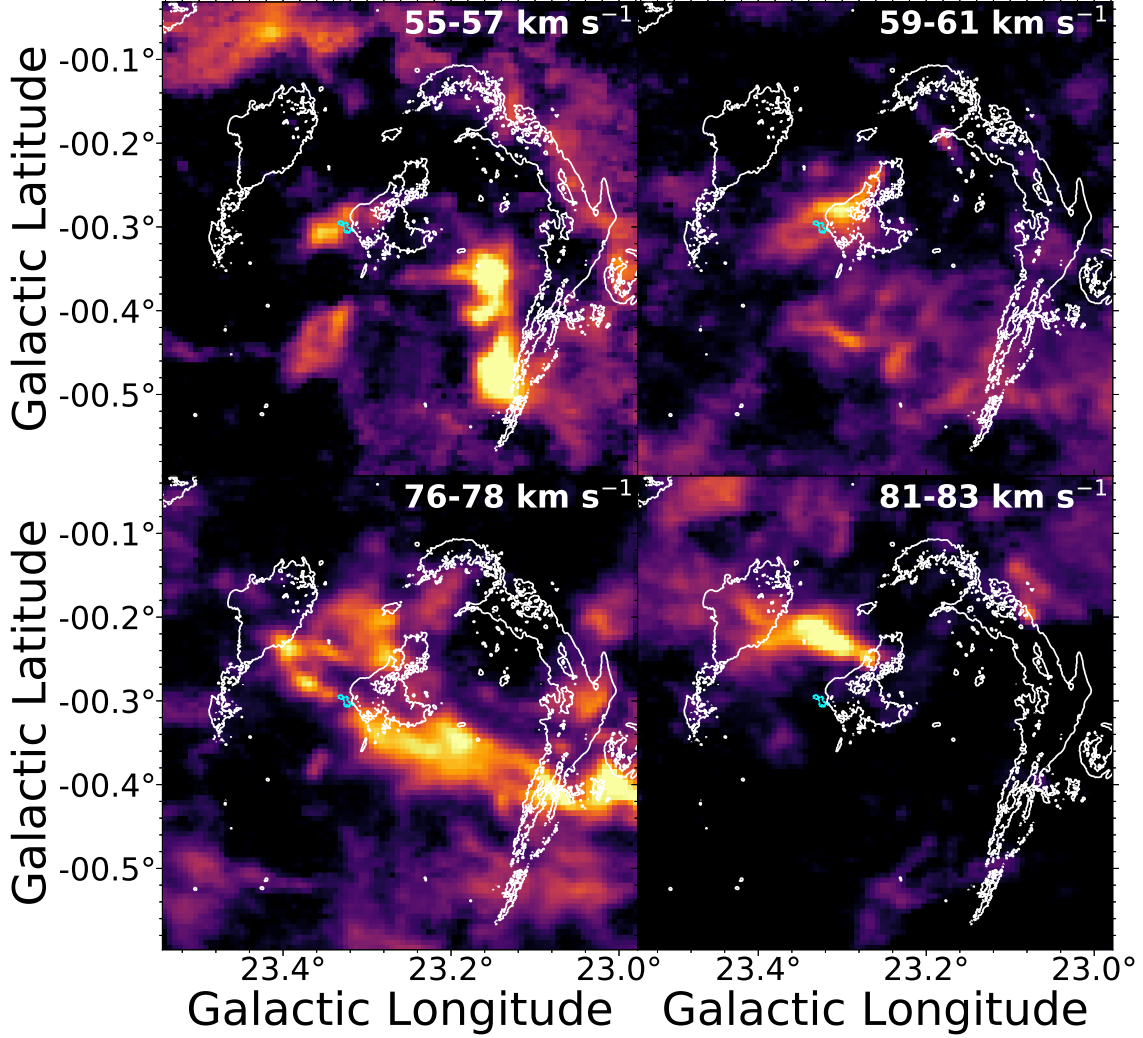 55-57 km s⁻¹
59-61 km s⁻¹
Galactic Latitude
-00.1°
-00.2°
-00.3°
-00.4°
-00.5°
76-78 km s⁻¹
81-83 km s⁻¹
Galactic Latitude
-00.1°
-00.2°
-00.3°
-00.4°
-00.5°
23.4° 23.2° 23.0° 23.4° 23.2° 23.0°
Galactic Longitude Galactic Longitude